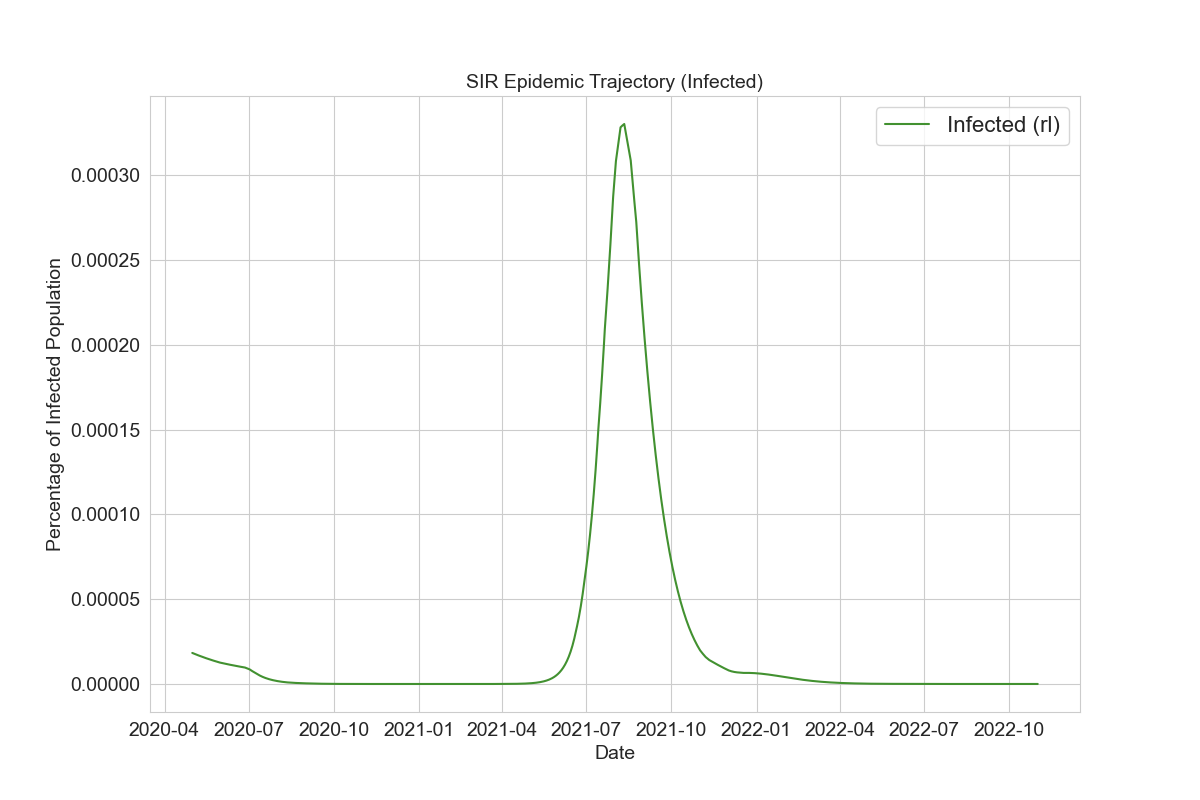 SIR Epidemic Trajectory (Infected)
Infected (rl)
Percentage of Infected Population
0.00030
0.00025
0.00020
0.00015
0.00010
0.00005
0.00000
2020-04 2020-07 2020-10 2021-01 2021-04 2021-07 2021-10 2022-01 2022-04 2022-07 2022-10
Date